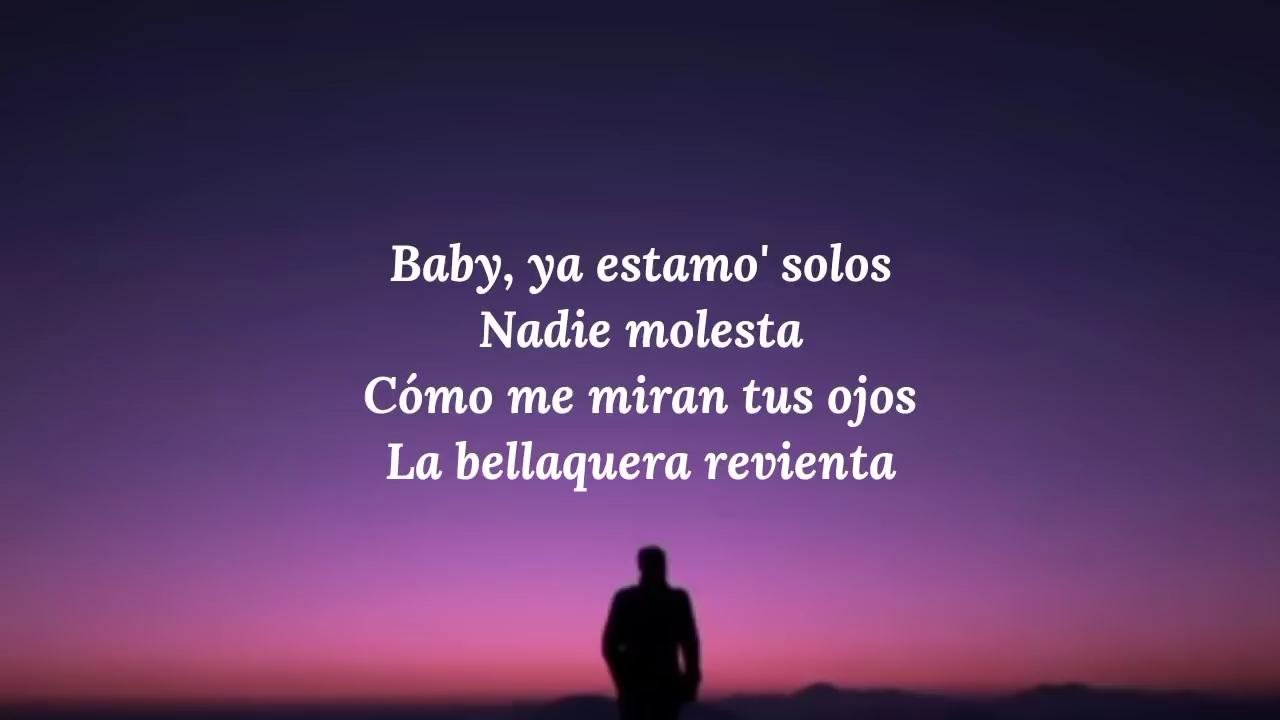 Baby, ya estamo' solos
Nadie molesta
Cómo me miran tus ojos
La bellaquera revienta